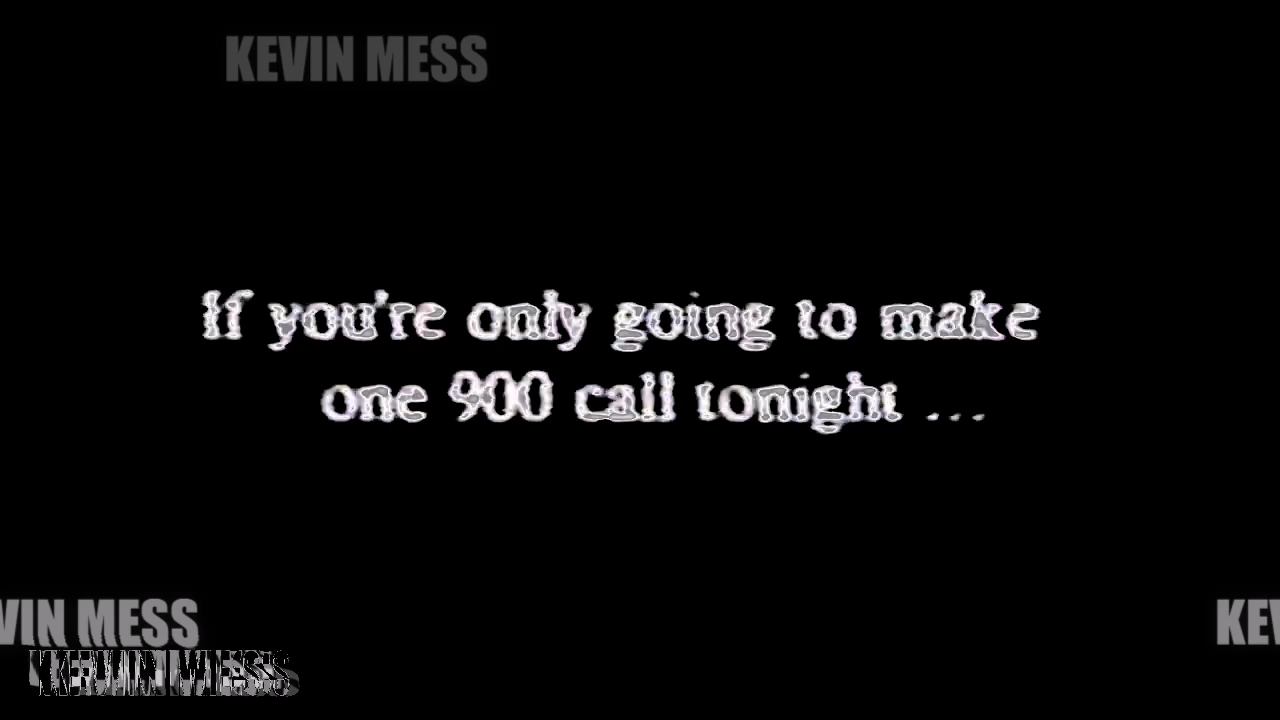 KEVIN MESS
If you're only going to make
one 900 call tonight ...
VIN MESS
KEV
KEVIN MESS